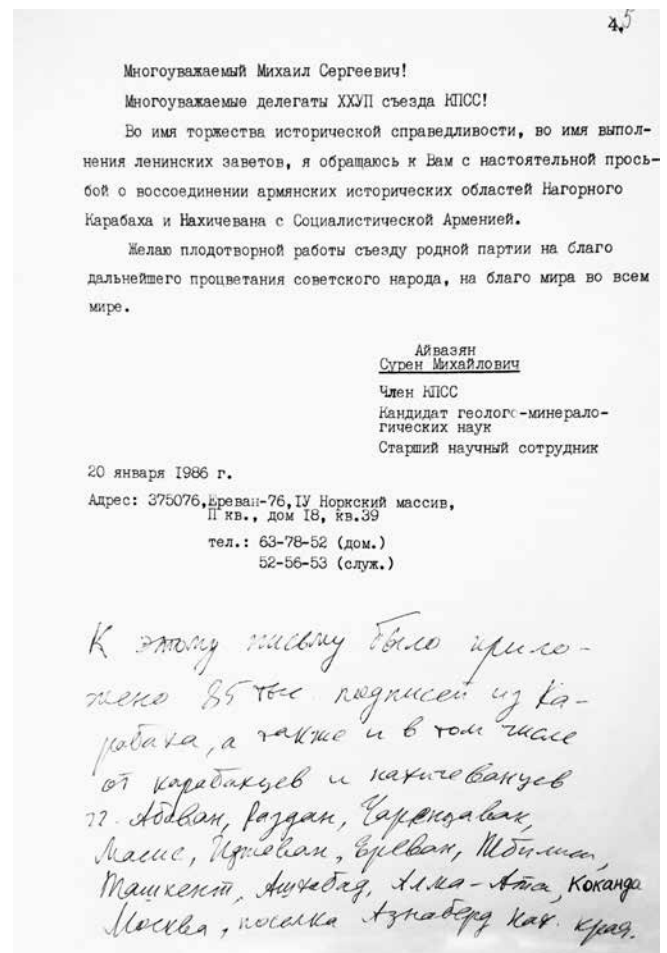 4.5
Многоуважаемый Михаил Сергеевич!
Многоуважаемые делегаты ХХУП съезда КПСС!
Во имя торжества исторической справедливости, во имя выпол-
нения ленинских заветов, я обращаюсь к Вам с настоятельной прось-
бой о воссоединении армянских исторических областей Нагорного
Карабаха и Нахичевана с Социалистической Арменией.
Желаю плодотворной работы съезду родной партии на благо
дальнейшего процветания советского народа, на благо мира во всем
мире.
Айвазян
Сурен Михайлович
Член КПСС
Кандидат геолого-минерало-
гических наук
Старший научный сотрудник
20 января I986 г.
Адрес: 375076,Ереван-76,IУ Норкский массив,
П кв., дом I8, кв.39
тел.: 63-78-52 (дом.)
52-56-53 (служ.)
К этому письму было прило-
жено 85 тыс подписей из Ка-
рабаха, а также и в том числе
от карабахцев и нахичеванцев
гг. Абовян, Раздан, Чаренцаван,
Масис, Иджеван, Ереван, Тбилиси,
Ташкент, Ашхабад, Алма-Ата, Коканда
Москва, поселка Азнаберд Нах. края.